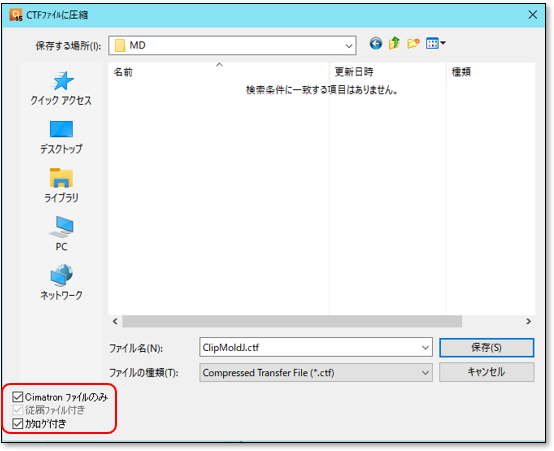 CTFファイルに圧縮
保存する場所(I):
MD
名前
更新日時
種類
検索条件に一致する項目はありません。
クイック アクセス
デスクトップ
ライブラリ
PC
ネットワーク
ファイル名(N):
ClipMoldJ.ctf
保存(S)
ファイルの種類(T):
Compressed Transfer File (*.ctf)
キャンセル
Cimatron ファイルのみ
従属ファイル付き
カタログ付き